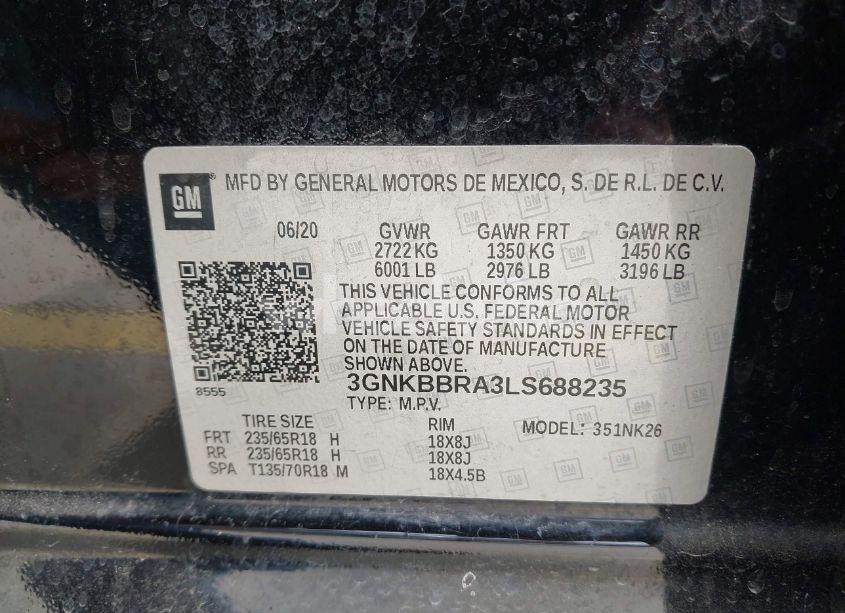 GM
MFD BY GENERAL MOTORS DE MEXICO, S. DE R.L. DE C.V.
06/20 GVWR GAWR FRT GAWR RR
2722 KG 1350 KG 1450 KG
6001 LB 2976 LB 3196 LB
THIS VEHICLE CONFORMS TO ALL
APPLICABLE U.S. FEDERAL MOTOR
VEHICLE SAFETY STANDARDS IN EFFECT
ON THE DATE OF MANUFACTURE
SHOWN ABOVE.
8555
3GNKBBRA3LS688235
TYPE: M.P.V.
TIRE SIZE RIM MODEL: 351NK26
FRT 235/65R18 H 18X8J
RR 235/65R18 H 18X8J
SPA T135/70R18 M 18X4.5B